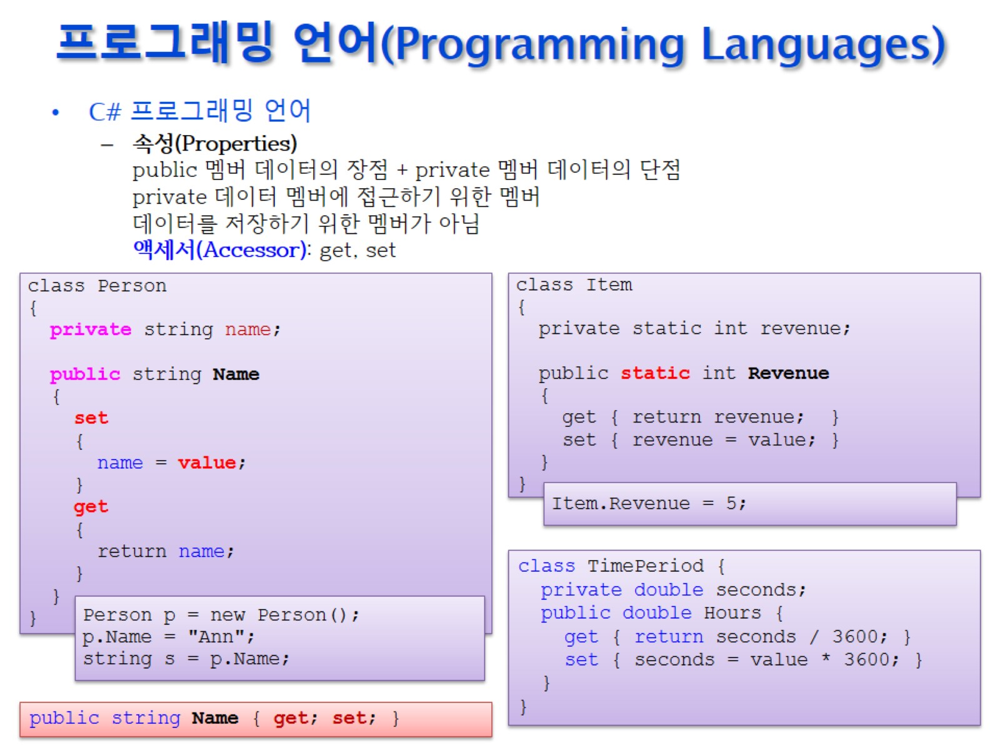 프로그래밍 언어(Programming Languages)
• C# 프로그래밍 언어
– 속성(Properties)
public 멤버 데이터의 장점 + private 멤버 데이터의 단점
private 데이터 멤버에 접근하기 위한 멤버
데이터를 저장하기 위한 멤버가 아님
액세서(Accessor): get, set
class Person
{
private string name;
public string Name
{
set
{
name = value;
}
get
{
return name;
}
}
}
Person p = new Person();
p.Name = "Ann";
string s = p.Name;
public string Name { get; set; }
class Item
{
private static int revenue;
public static int Revenue
{
get { return revenue; }
set { revenue = value; }
}
}
Item.Revenue = 5;
class TimePeriod {
private double seconds;
public double Hours {
get { return seconds / 3600; }
set { seconds = value * 3600; }
}
}